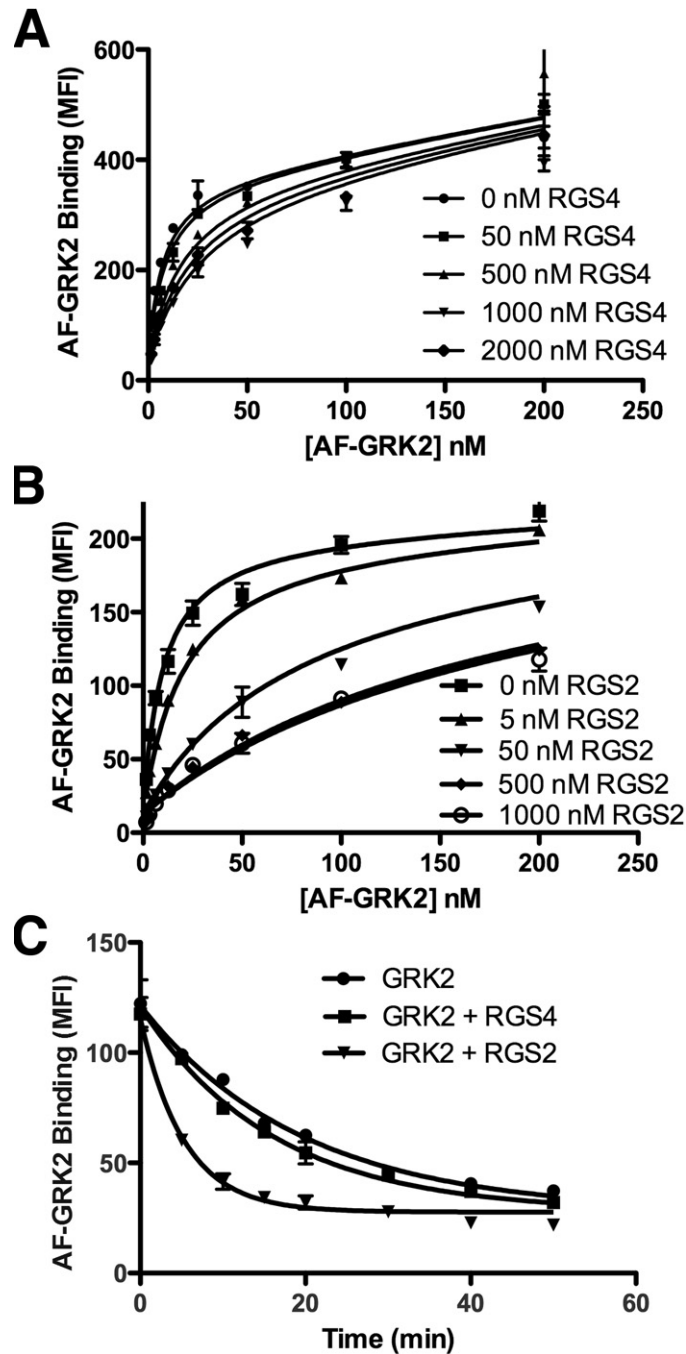 A
AF-GRK2 Binding (MFI)
600
400
200
0
0 nM RGS4
50 nM RGS4
500 nM RGS4
1000 nM RGS4
2000 nM RGS4
0 50 100 150 200 250
[AF-GRK2] nM
B
AF-GRK2 Binding (MFI)
200
150
100
50
0
0 nM RGS2
5 nM RGS2
50 nM RGS2
500 nM RGS2
1000 nM RGS2
0 50 100 150 200 250
[AF-GRK2] nM
C
AF-GRK2 Binding (MFI)
150
100
50
0
GRK2
GRK2 + RGS4
GRK2 + RGS2
0 20 40 60
Time (min)